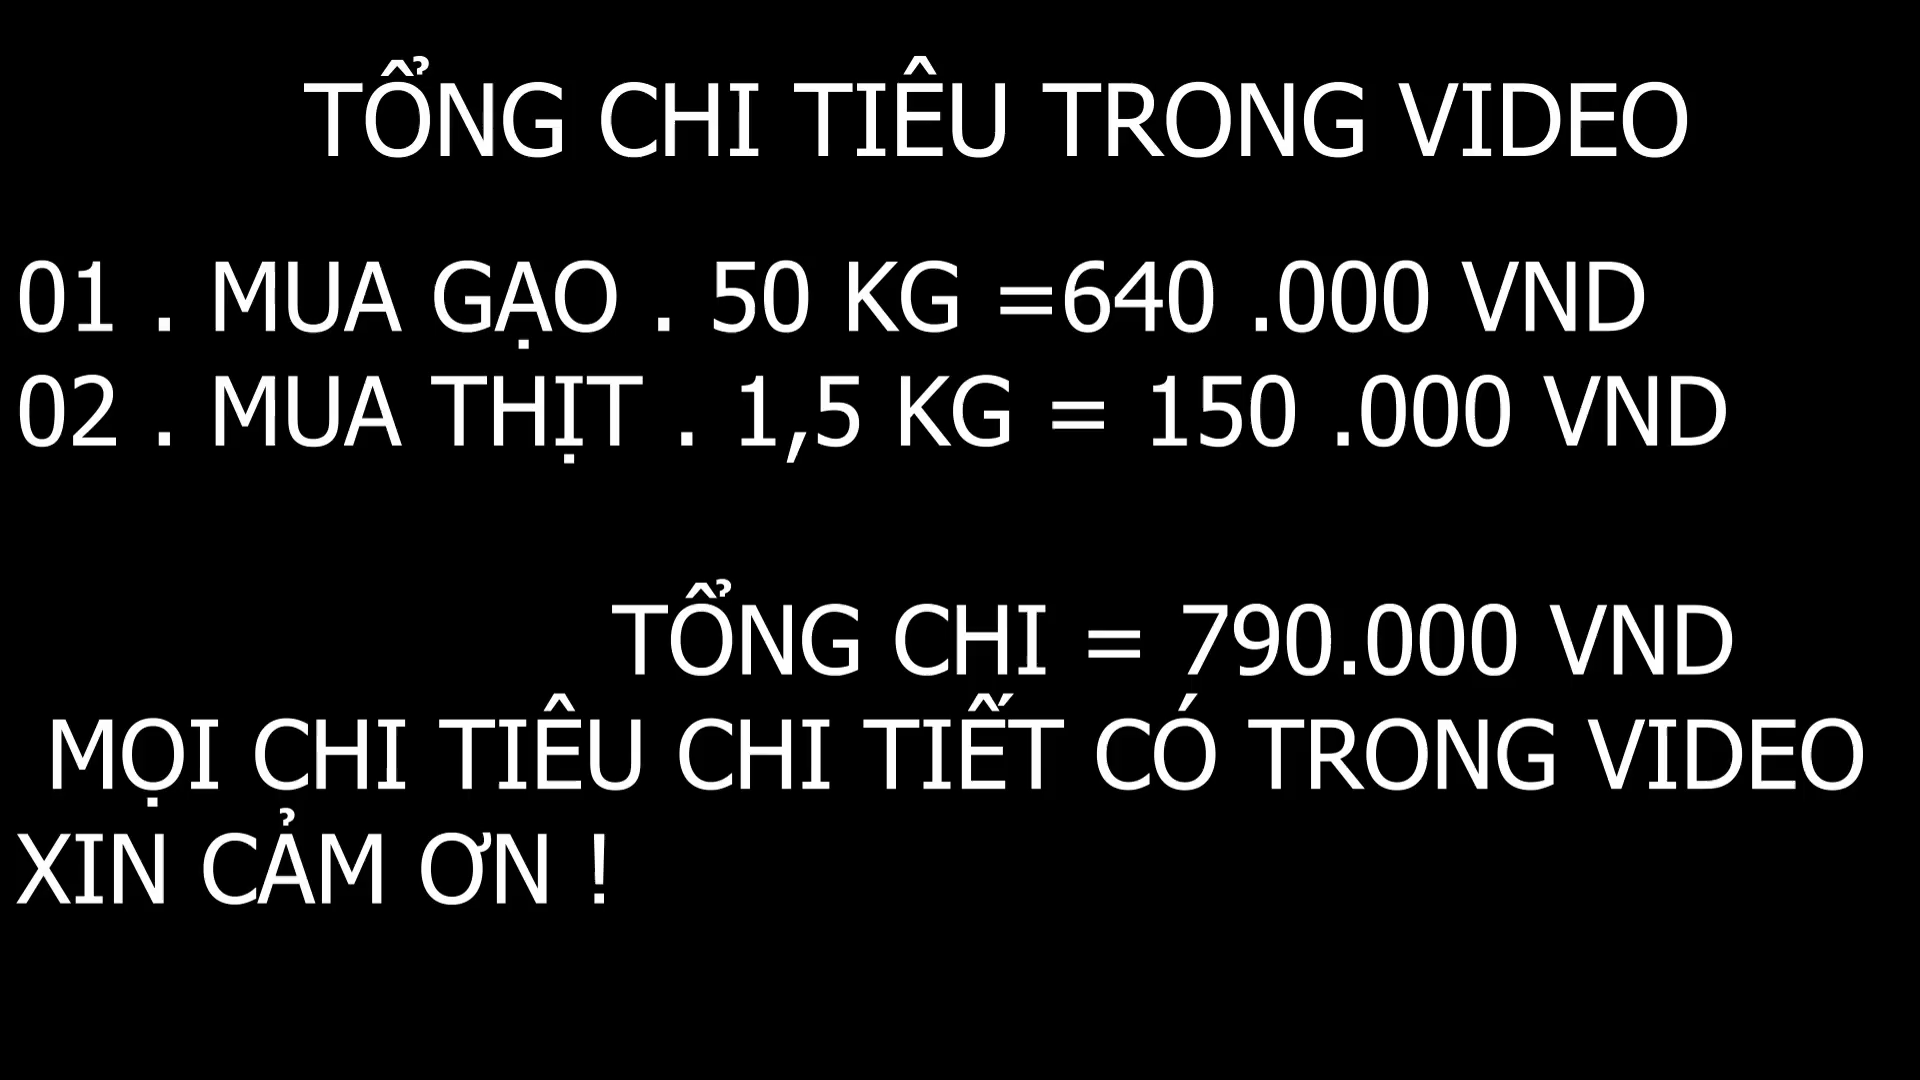 TỔNG CHI TIÊU TRONG VIDEO
01 . MUA GẠO . 50 KG =640 .000 VND
02 . MUA THỊT . 1,5 KG = 150 .000 VND
TỔNG CHI = 790.000 VND
MỌI CHI TIÊU CHI TIẾT CÓ TRONG VIDEO
XIN CẢM ƠN !